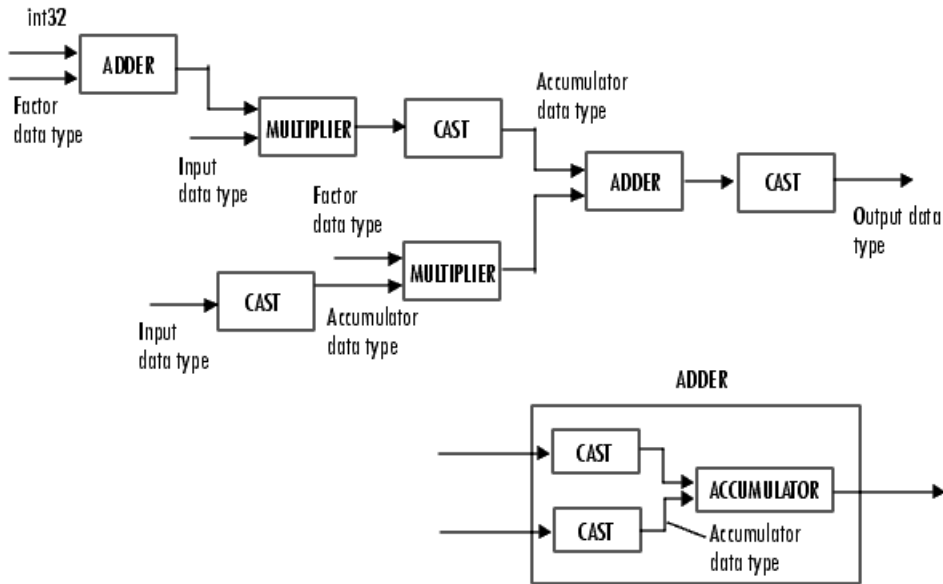 int32
ADDER
Factor
data type
MULTIPLIER
CAST
Accumulator
data type
Input
data type
ADDER
CAST
Output data
type
Factor
data type
MULTIPLIER
CAST
Input
data type
Accumulator
data type
ADDER
CAST
ACCUMULATOR
CAST
Accumulator
data type